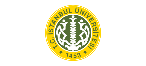 T.C. İSTANBUL ÜNİVERSİTESİ
1453